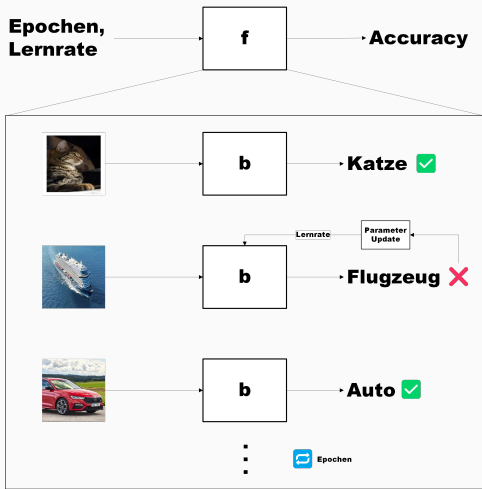 Epochen,
Lernrate
f
Accuracy
b
Katze
Lernrate
Parameter
Update
b
Flugzeug
b
Auto
Epochen